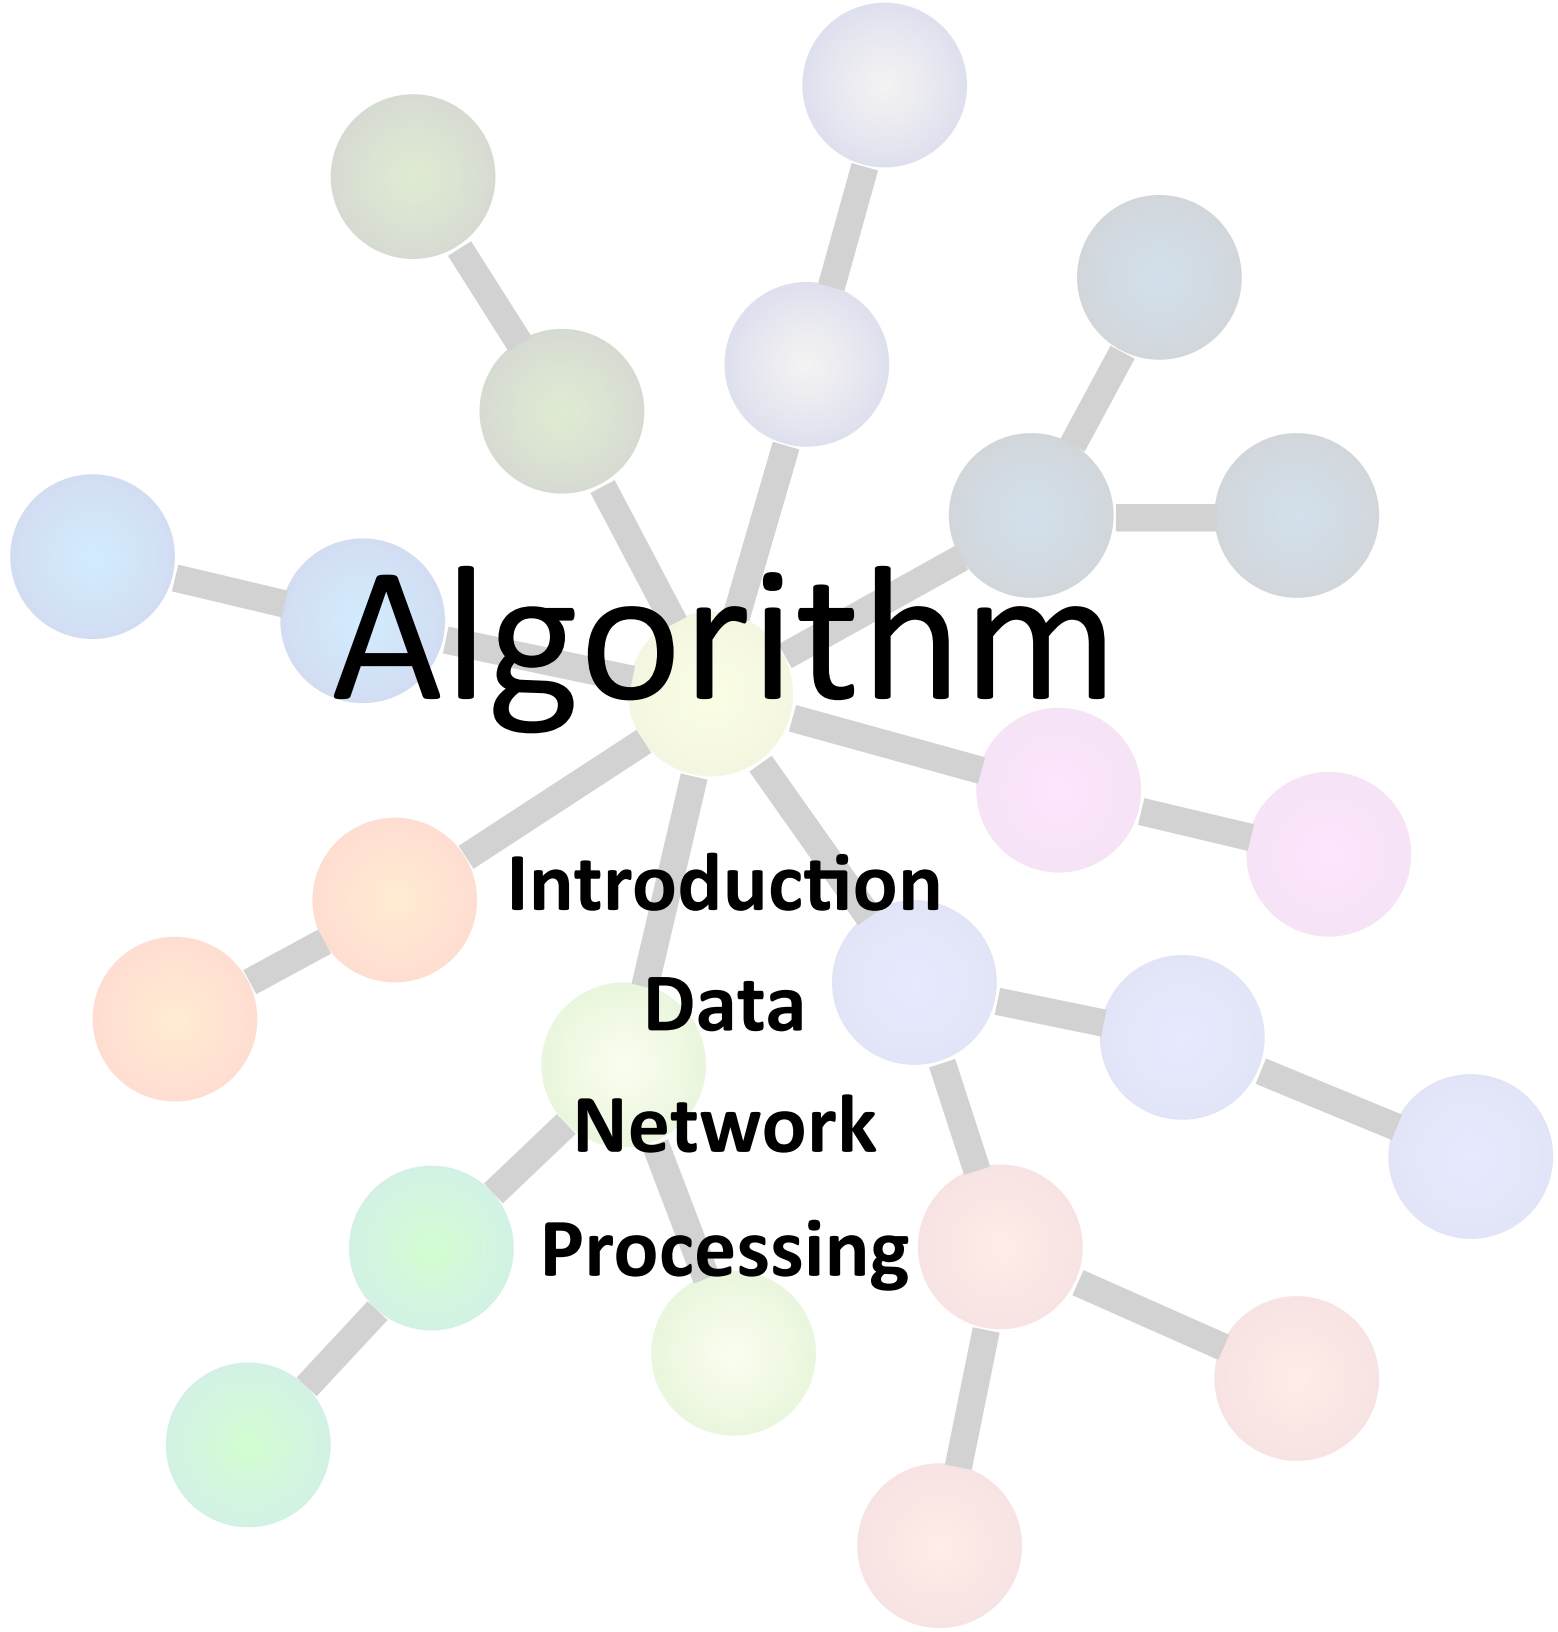 Algorithm
Introduction
Data
Network
Processing